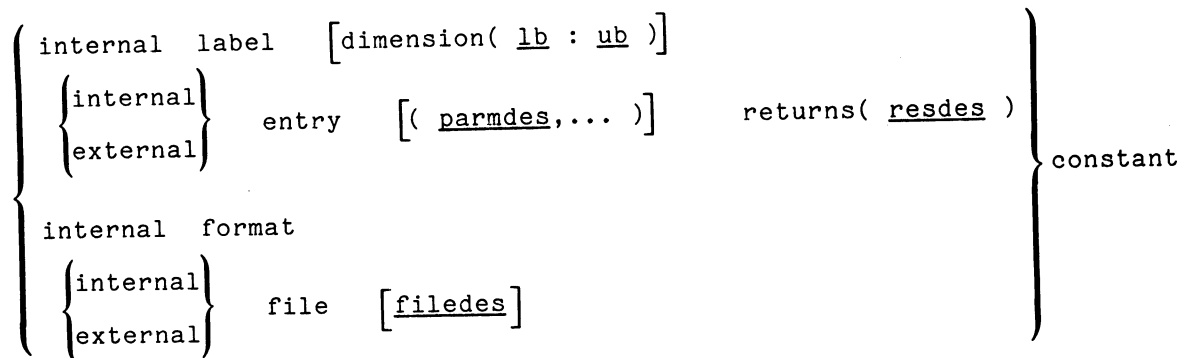 internal label [dimension( lb : ub )]
{internal
external} entry [( parmdes,... )] returns( resdes )
constant
internal format
{internal
external} file [filedes]